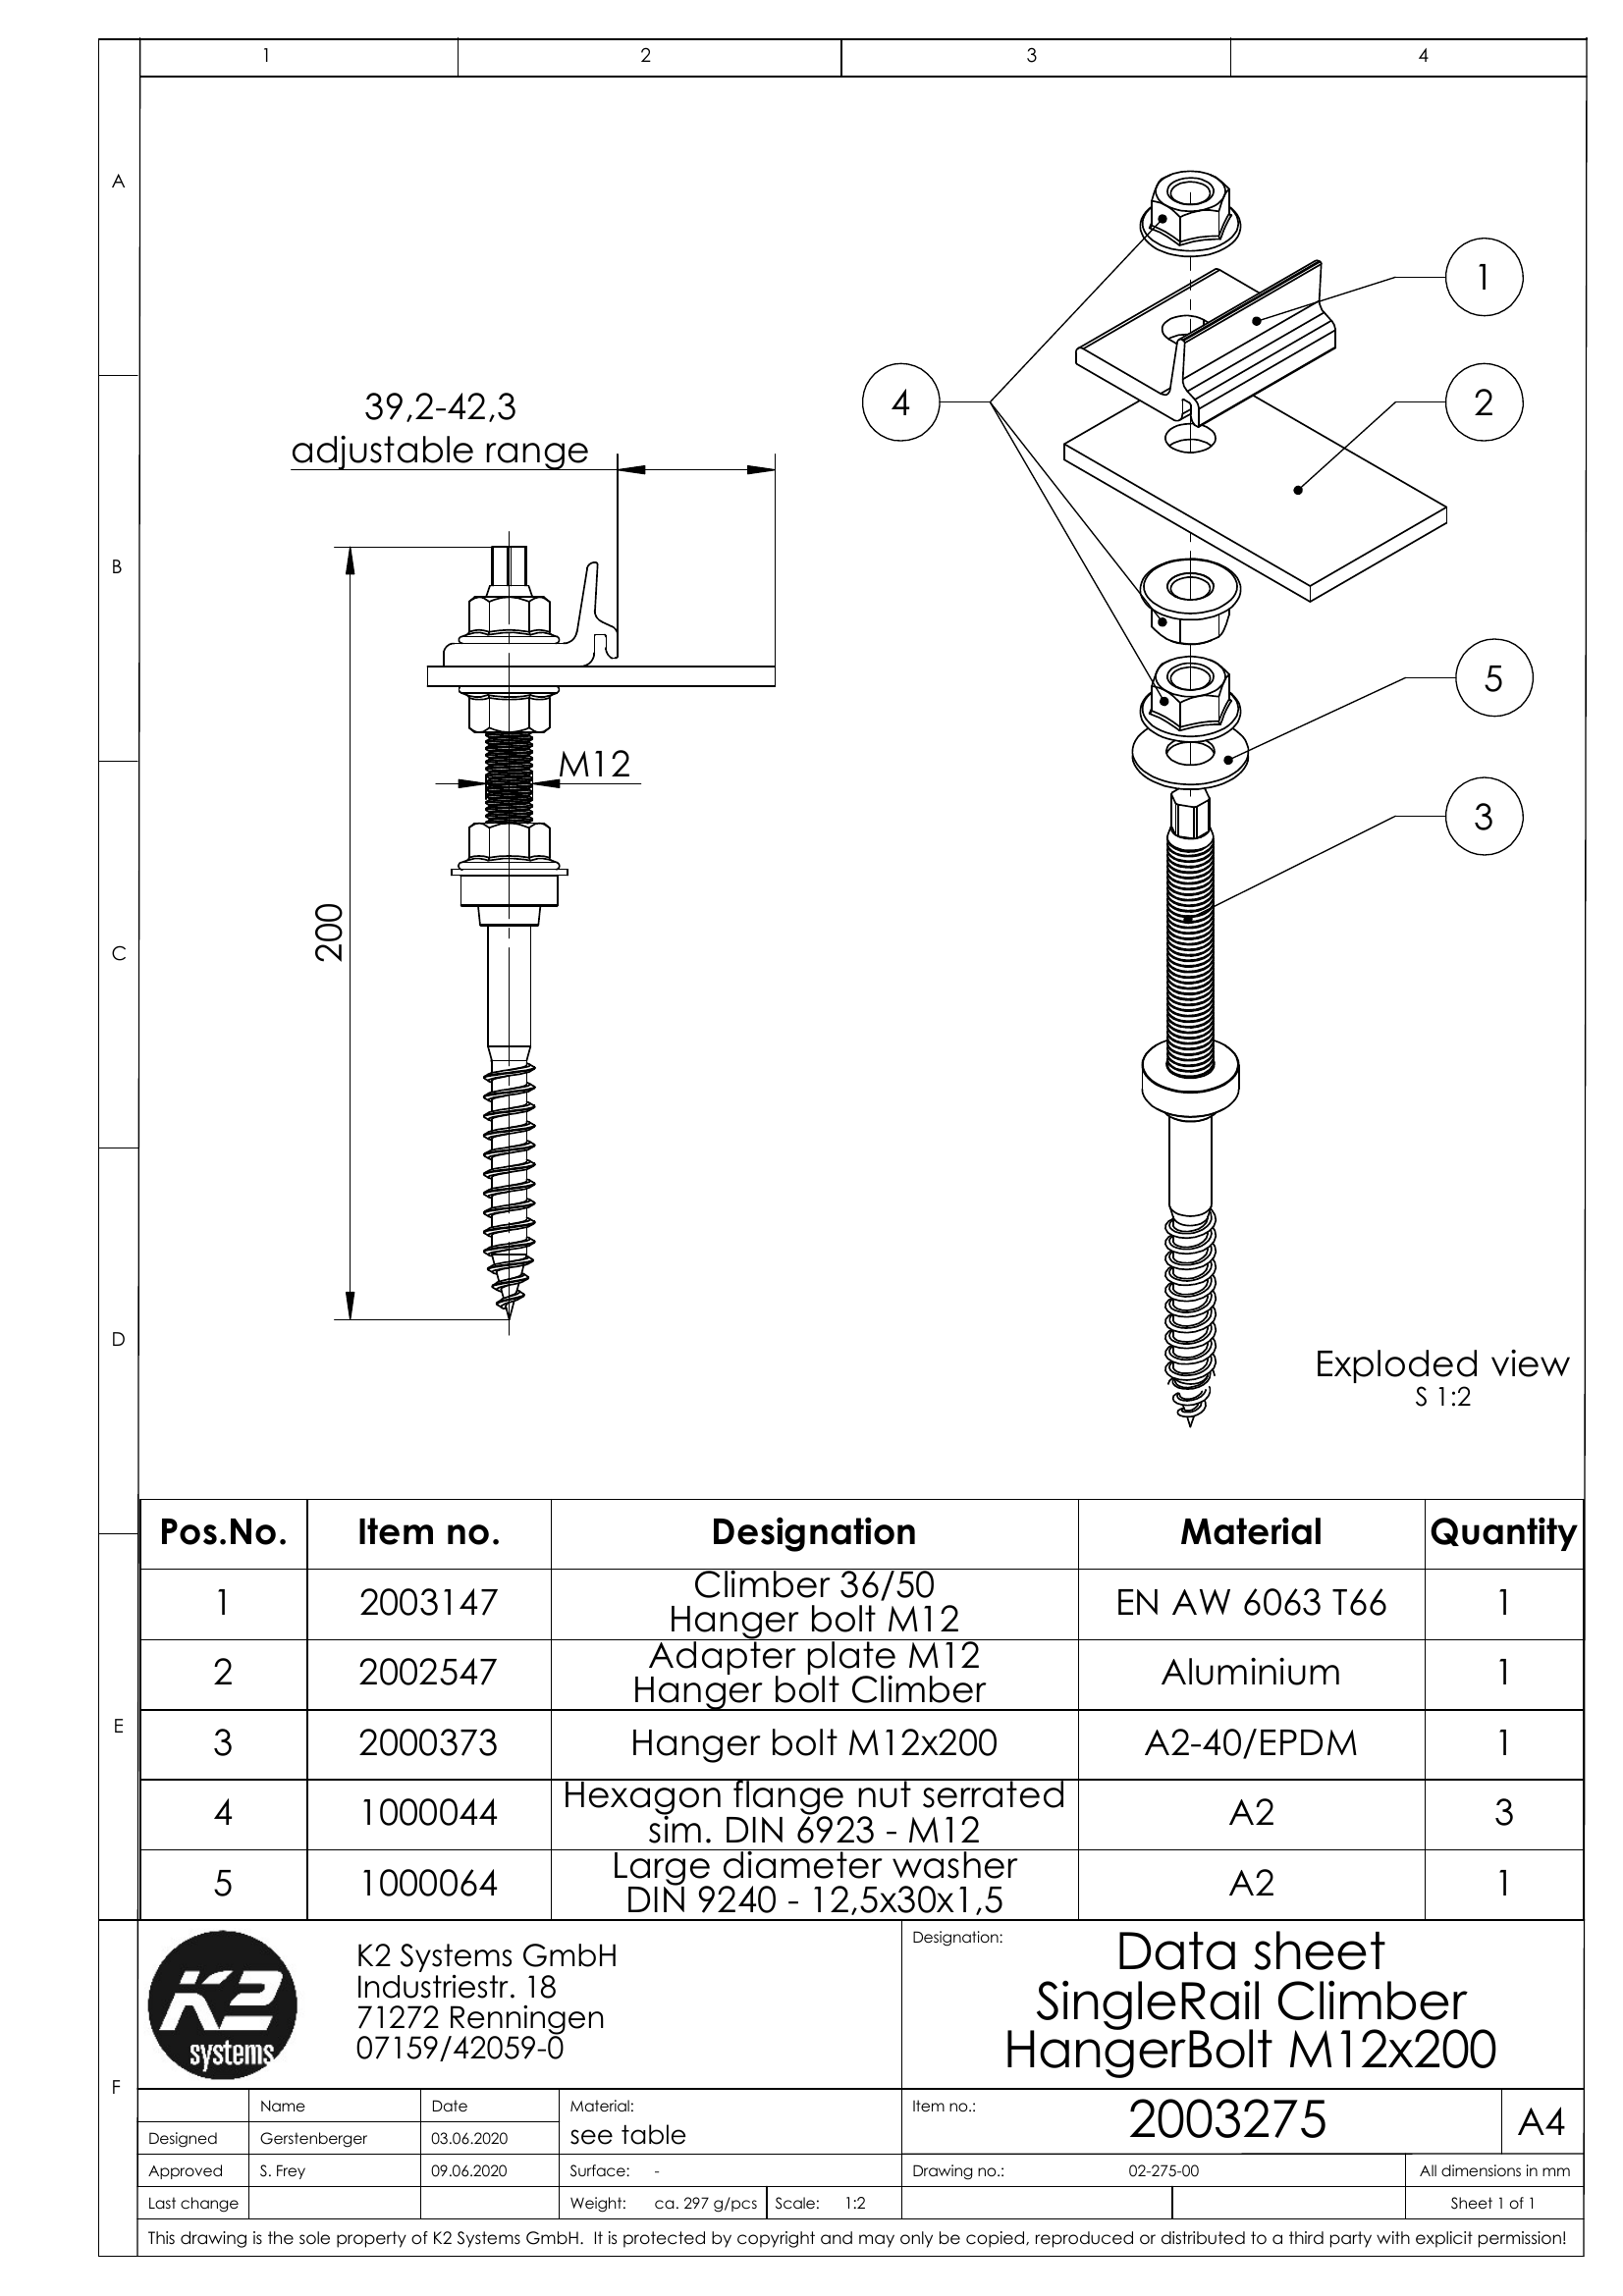 1 2 3 4
A
B
C
D
E
F
39,2-42,3
adjustable range
M12
200
4
1
2
5
3
Exploded view
S 1:2
Pos.No. Item no. Designation Material Quantity
1 2003147 Climber 36/50
Hanger bolt M12 EN AW 6063 T66 1
2 2002547 Adapter plate M12
Hanger bolt Climber Aluminium 1
3 2000373 Hanger bolt M12x200 A2-40/EPDM 1
4 1000044 Hexagon flange nut serrated
sim. DIN 6923 - M12 A2 3
5 1000064 Large diameter washer
DIN 9240 - 12,5x30x1,5 A2 1
K2
systems
K2 Systems GmbH
Industriestr. 18
71272 Renningen
07159/42059-0
Designation:
Data sheet
SingleRail Climber
HangerBolt M12x200
Name Date
Designed Gerstenberger 03.06.2020
Approved S. Frey 09.06.2020
Last change
Material:
see table
Surface: -
Weight: ca. 297 g/pcs Scale: 1:2
Item no.: 2003275 A4
Drawing no.: 02-275-00 All dimensions in mm
Sheet 1 of 1
This drawing is the sole property of K2 Systems GmbH. It is protected by copyright and may only be copied, reproduced or distributed to a third party with explicit permission!